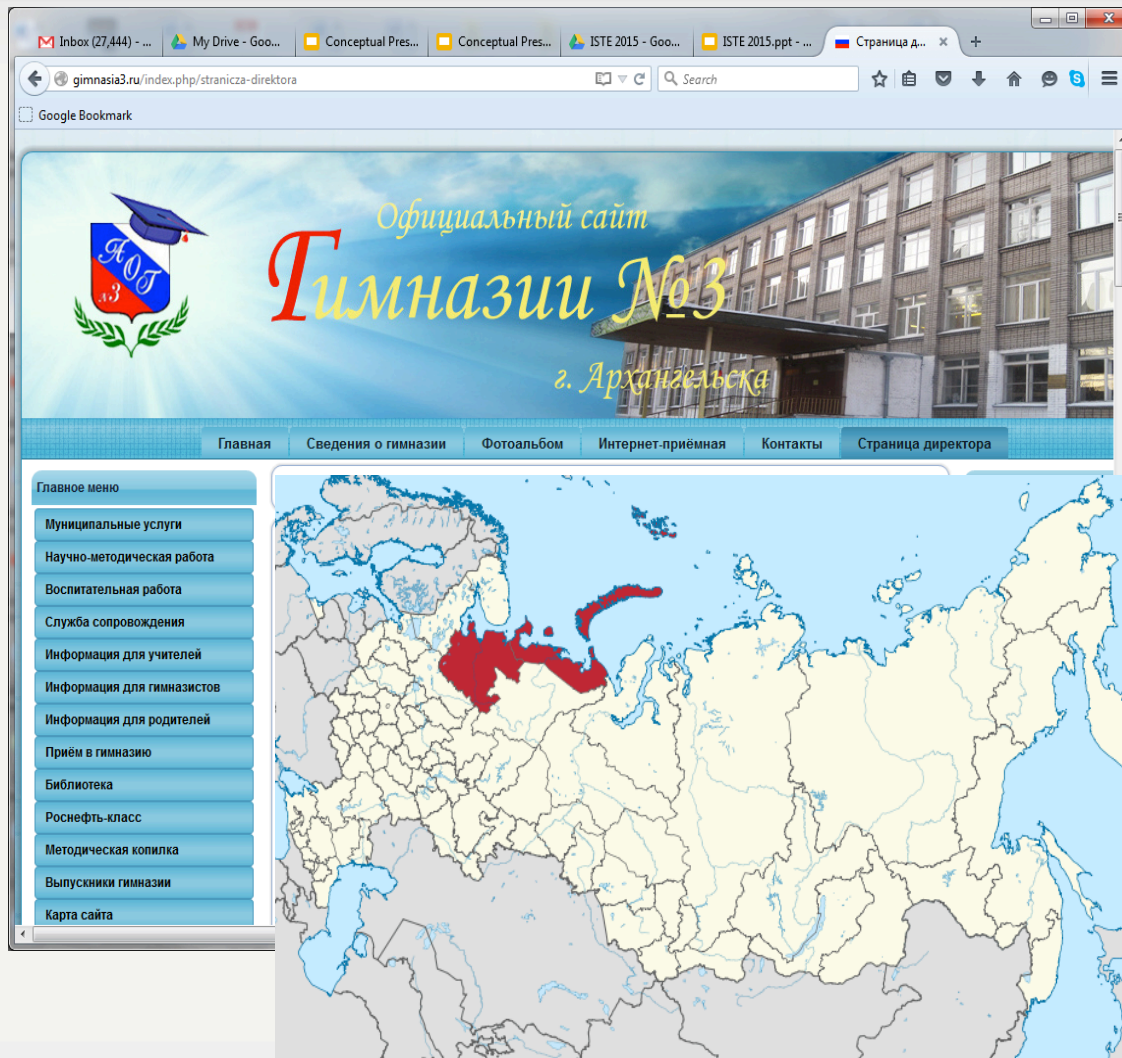 Inbox (27,444) - ...
My Drive - Goo...
Conceptual Pres...
Conceptual Pres...
ISTE 2015 - Goo...
ISTE 2015.ppt - ...
Страница д...
gimnasia3.ru/index.php/stranicza-direktora
Search
Google Bookmark
АОГ
№3
Официальный сайт
Гимназии №3
г. Архангельска
Главная
Сведения о гимназии
Фотоальбом
Интернет-приёмная
Контакты
Страница директора
Главное меню
Муниципальные услуги
Научно-методическая работа
Воспитательная работа
Служба сопровождения
Информация для учителей
Информация для гимназистов
Информация для родителей
Приём в гимназию
Библиотека
Роснефть-класс
Методическая копилка
Выпускники гимназии
Карта сайта